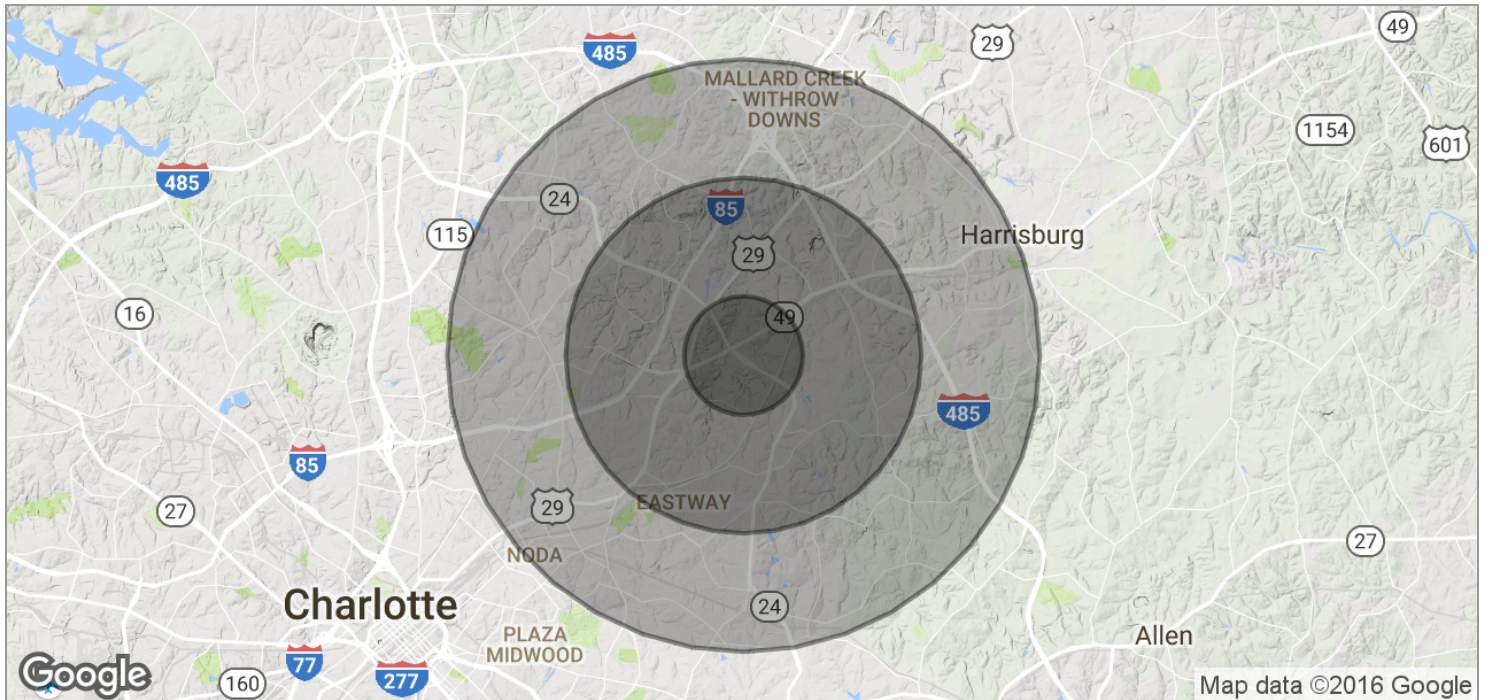 49
29
485
MALLARD CREEK
- WITHROW
DOWNS
1154
601
485
24
85
115
Harrisburg
29
16
49
485
85
27
29
EASTWAY
27
NODA
Charlotte
24
PLAZA
MIDWOOD
Allen
77
277
160
Google
Map data ©2016 Google